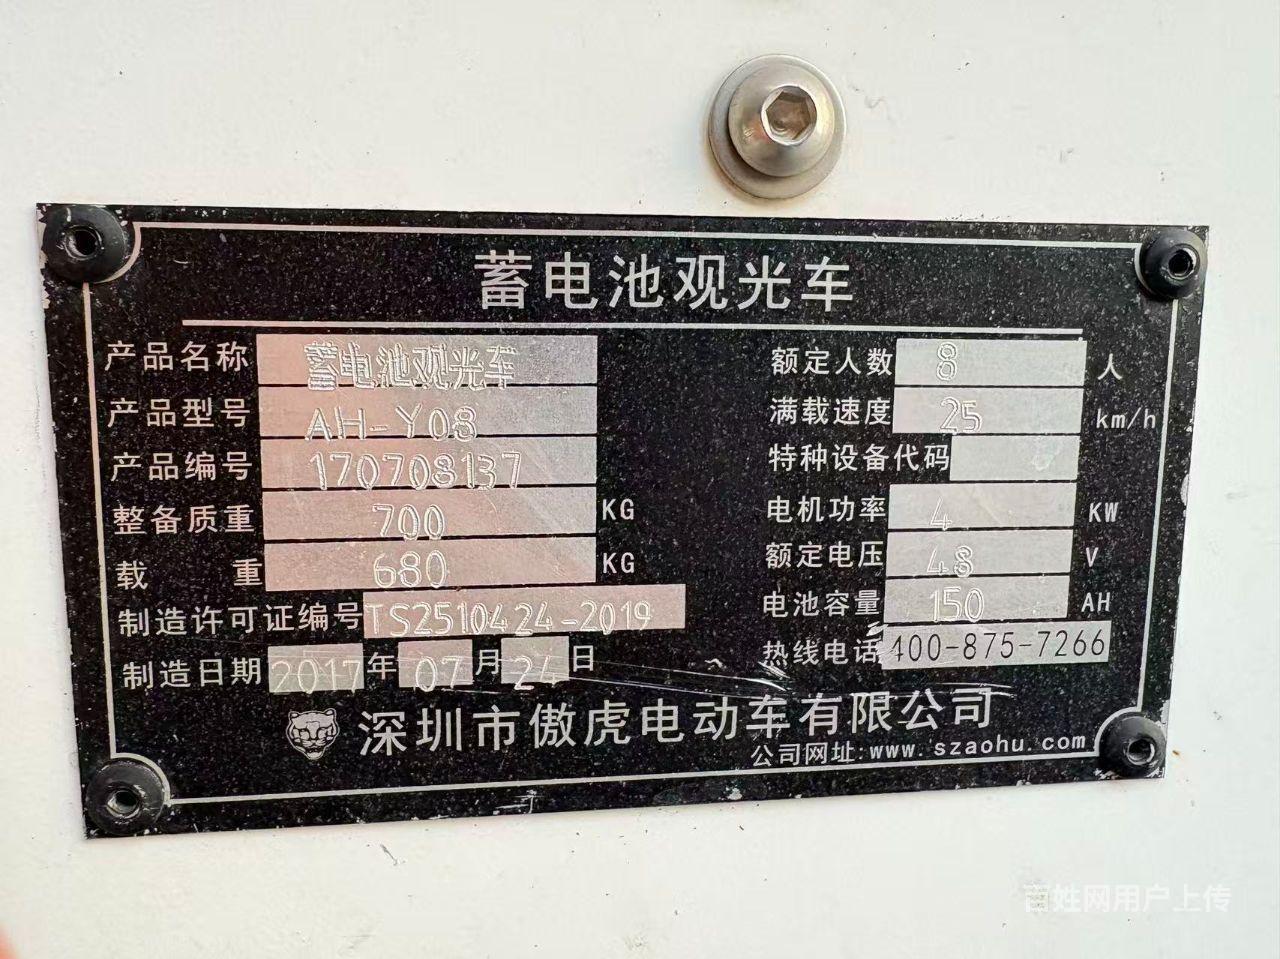 蓄电池观光车
产品名称 蓄电池观光车 额定人数 8 人
产品型号 AH-Y08 满载速度 25 km/h
产品编号 170708137 特种设备代码
整备质重 700 KG 电机功率 4 KW
载 重 680 KG 额定电压 48 V
制造许可证编号 TS2510424-2019 电池容量 150 AH
制造日期 2017 年 07 月 24 日 热线电话 400-875-7266
深圳市傲虎电动车有限公司
公司网址:www.szaohu.com
百姓网用户上传